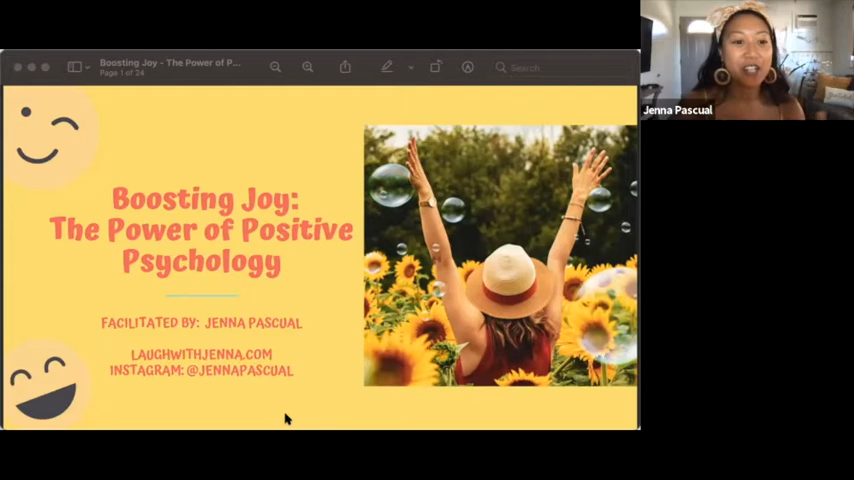 Boosting Joy - The Power of P...
Page 1 of 24
Search
Jenna Pascual
Boosting Joy:
The Power of Positive
Psychology
FACILITATED BY: JENNA PASCUAL
LAUGHWITHJENNA.COM
INSTAGRAM: @JENNAPASCUAL